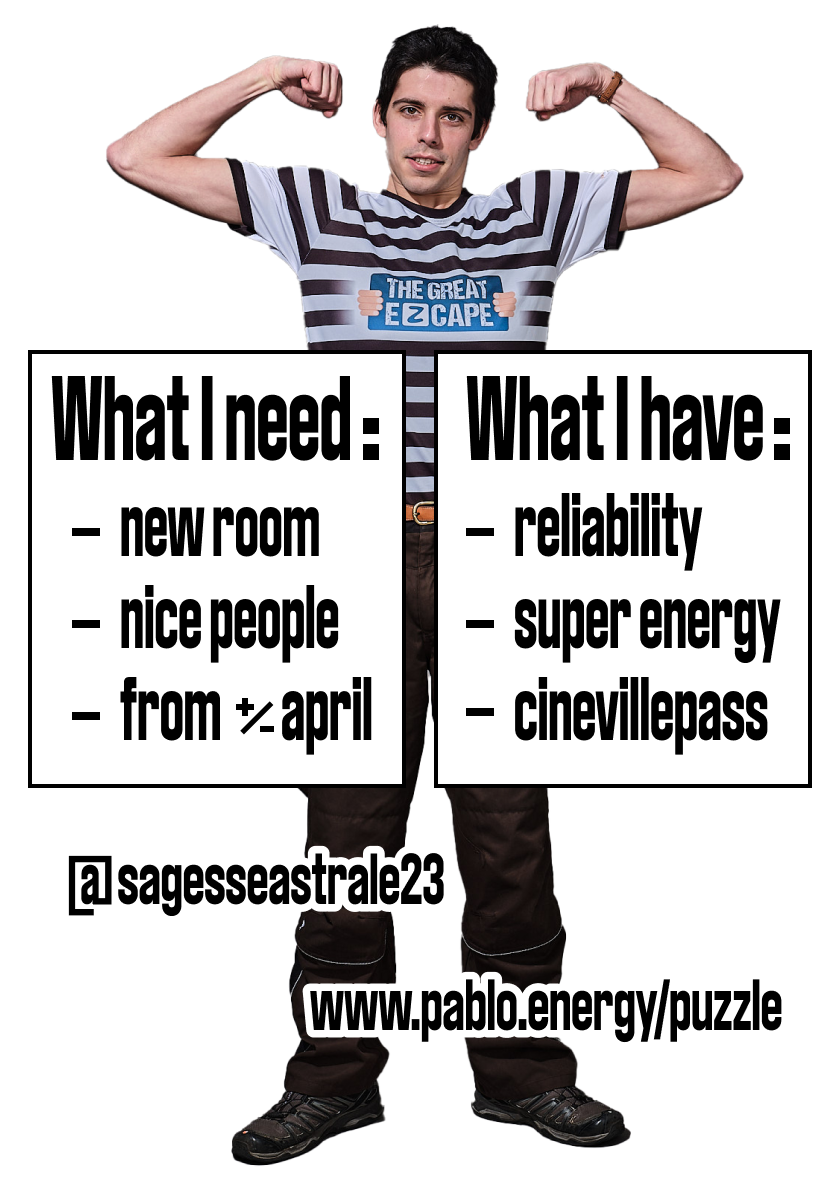 THE GREAT
EZCAPE
What I need :
– new room
– nice people
– from +/- april
What I have :
– reliability
– super energy
– cinevillepass
@sagesseastrale23
www.pablo.energy/puzzle